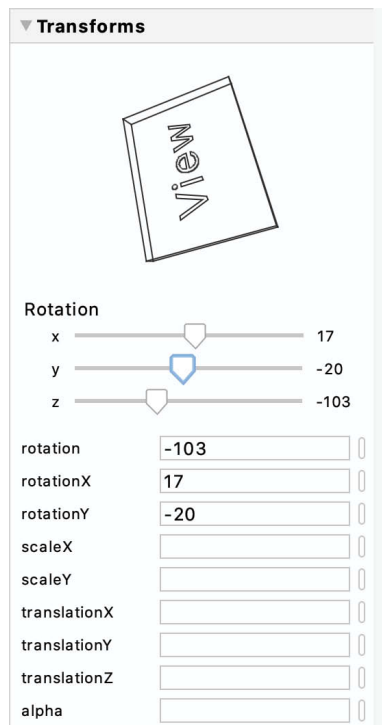 Transforms
View
Rotation
x 17
y -20
z -103
rotation -103
rotationX 17
rotationY -20
scaleX
scaleY
translationX
translationY
translationZ
alpha